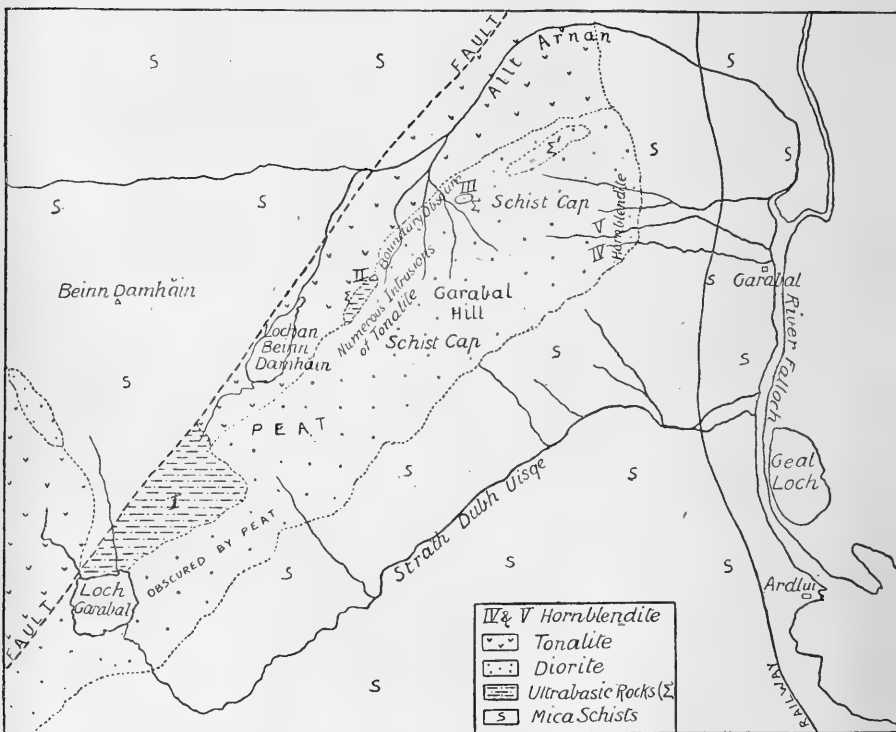 FAULT
Allt Arnan
S
S
S
S
S
S
S
Σ'
III
Σ
Schist Cap
Hornblendite
V
IV
Boundary Obscure
II
Σ
Numerous Intrusions
of Tonalite
Beinn Damhăin
Garabal
Hill
Schist Cap
S
Garabal
River Falloch
Lochan
Beinn
Damhain
S
S
S
PEAT
S
S
Geal
Loch
I
Strath Dubh Uisge
OBSCURED BY PEAT
S
S
S
Loch
Garabal
Ardlui
FAULT
S
RAILWAY
IV & V Hornblendite
Tonalite
Diorite
Ultrabasic Rocks (Σ
S Mica Schists